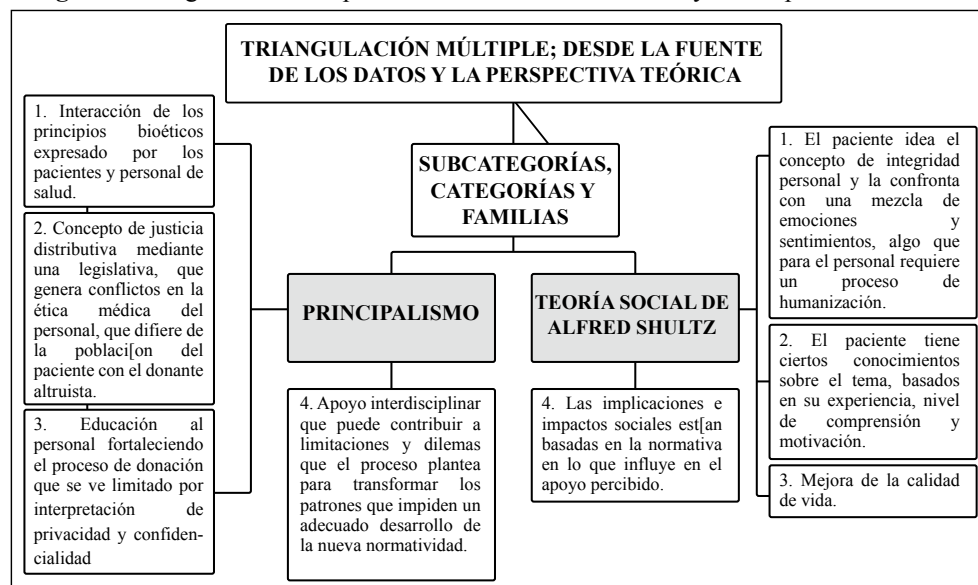 TRIANGULACIÓN MÚLTIPLE; DESDE LA FUENTE
DE LOS DATOS Y LA PERSPECTIVA TEÓRICA
SUBCATEGORÍAS,
CATEGORÍAS Y
FAMILIAS
1. Interacción de los
principios bioéticos
expresado por los
pacientes y personal de
salud.
2. Concepto de justicia
distributiva mediante
una legislativa, que
genera conflictos en la
ética médica del
personal, que difiere de
la poblaci[on del
paciente con el donante
altruista.
3. Educación al
personal fortaleciendo
el proceso de donación
que se ve limitado por
interpretación de
privacidad y confiden-
cialidad
PRINCIPALISMO
4. Apoyo interdisciplinar
que puede contribuir a
limitaciones y dilemas
que el proceso plantea
para transformar los
patrones que impiden un
adecuado desarrollo de
la nueva normatividad.
TEORÍA SOCIAL DE
ALFRED SHULTZ
4. Las implicaciones e
impactos sociales est[an
basadas en la normativa
en lo que influye en el
apoyo percibido.
1. El paciente idea el
concepto de integridad
personal y la confronta
con una mezcla de
emociones y
sentimientos, algo que
para el personal requiere
un proceso de
humanización.
2. El paciente tiene
ciertos conocimientos
sobre el tema, basados
en su experiencia, nivel
de comprensión y
motivación.
3. Mejora de la calidad
de vida.